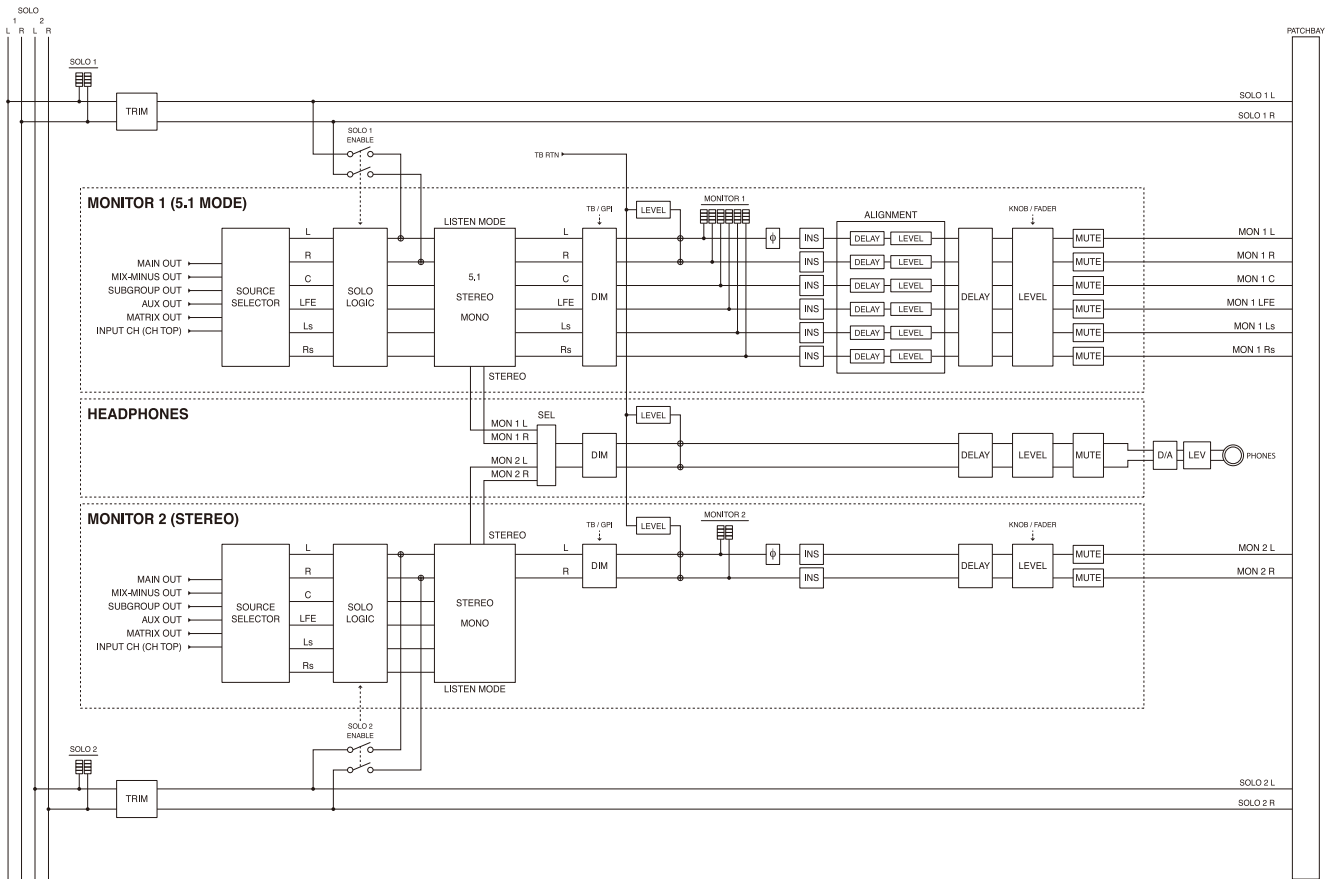 SOLO
1 2
L R L R
PATCHBAY
SOLO 1
TRIM
SOLO 1 L
SOLO 1 R
SOLO 1
ENABLE
TB RTN
MONITOR 1 (5.1 MODE)
LISTEN MODE
TB / GPI
LEVEL
MONITOR 1
ALIGNMENT
KNOB / FADER
MAIN OUT
MIX-MINUS OUT
SUBGROUP OUT
AUX OUT
MATRIX OUT
INPUT CH (CH TOP)
SOURCE
SELECTOR
L
R
C
LFE
Ls
Rs
SOLO
LOGIC
5.1
STEREO
MONO
L
R
C
LFE
Ls
Rs
DIM
ϕ
INS
INS
INS
INS
INS
INS
DELAY LEVEL
DELAY LEVEL
DELAY LEVEL
DELAY LEVEL
DELAY LEVEL
DELAY LEVEL
DELAY
LEVEL
MUTE
MUTE
MUTE
MUTE
MUTE
MUTE
MON 1 L
MON 1 R
MON 1 C
MON 1 LFE
MON 1 Ls
MON 1 Rs
STEREO
HEADPHONES
SEL
MON 1 L
MON 1 R
MON 2 L
MON 2 R
DIM
LEVEL
DELAY
LEVEL
MUTE
D/A
LEV
PHONES
MONITOR 2 (STEREO)
STEREO
TB / GPI
LEVEL
MONITOR 2
KNOB / FADER
MAIN OUT
MIX-MINUS OUT
SUBGROUP OUT
AUX OUT
MATRIX OUT
INPUT CH (CH TOP)
SOURCE
SELECTOR
L
R
C
LFE
Ls
Rs
SOLO
LOGIC
STEREO
MONO
LISTEN MODE
L
R
DIM
ϕ
INS
INS
DELAY
LEVEL
MUTE
MUTE
MON 2 L
MON 2 R
SOLO 2
ENABLE
SOLO 2
TRIM
SOLO 2 L
SOLO 2 R